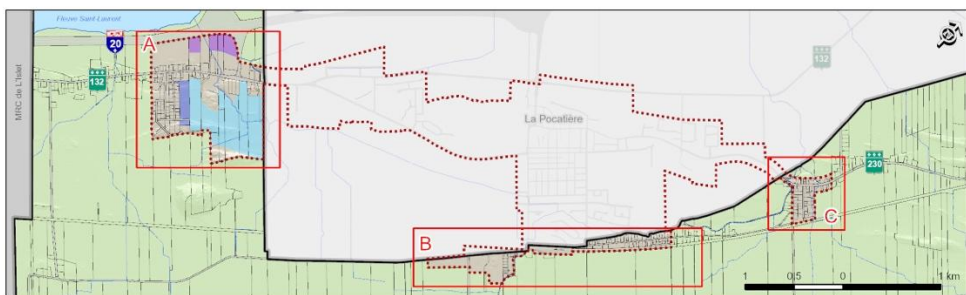 Fleuve Saint-Laurent
20
A
132
132
MRC de L'Islet
La Pocatière
230
C
B
1 0.5 0 1 km